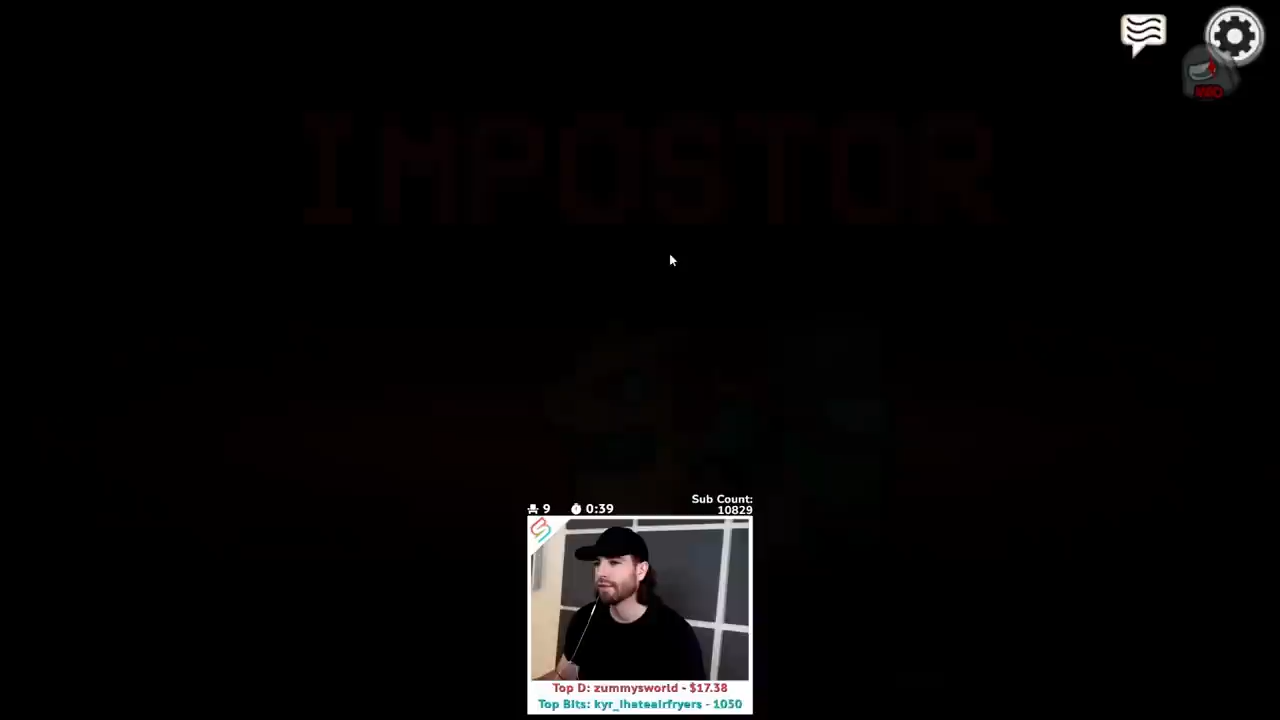 IMPOSTOR
9
0:39
Sub Count:
10829
Top D: zummysworld - $17.38
Top Bits: kyr_ihateairfryers - 1050